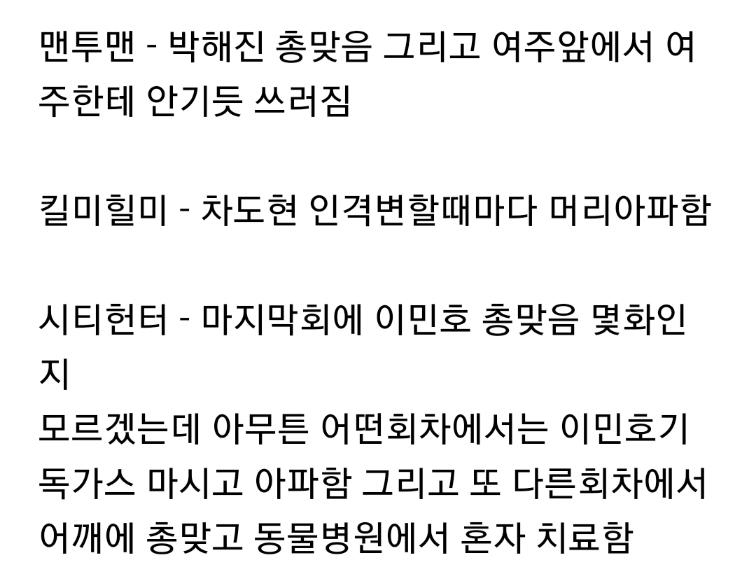 맨투맨 - 박해진 총맞음 그리고 여주앞에서 여
주한테 안기듯 쓰러짐
킬미힐미 - 차도현 인격변할때마다 머리아파함
시티헌터 - 마지막회에 이민호 총맞음 몇화인
지
모르겠는데 아무튼 어떤회차에서는 이민호기
독가스 마시고 아파함 그리고 또 다른회차에서
어깨에 총맞고 동물병원에서 혼자 치료함